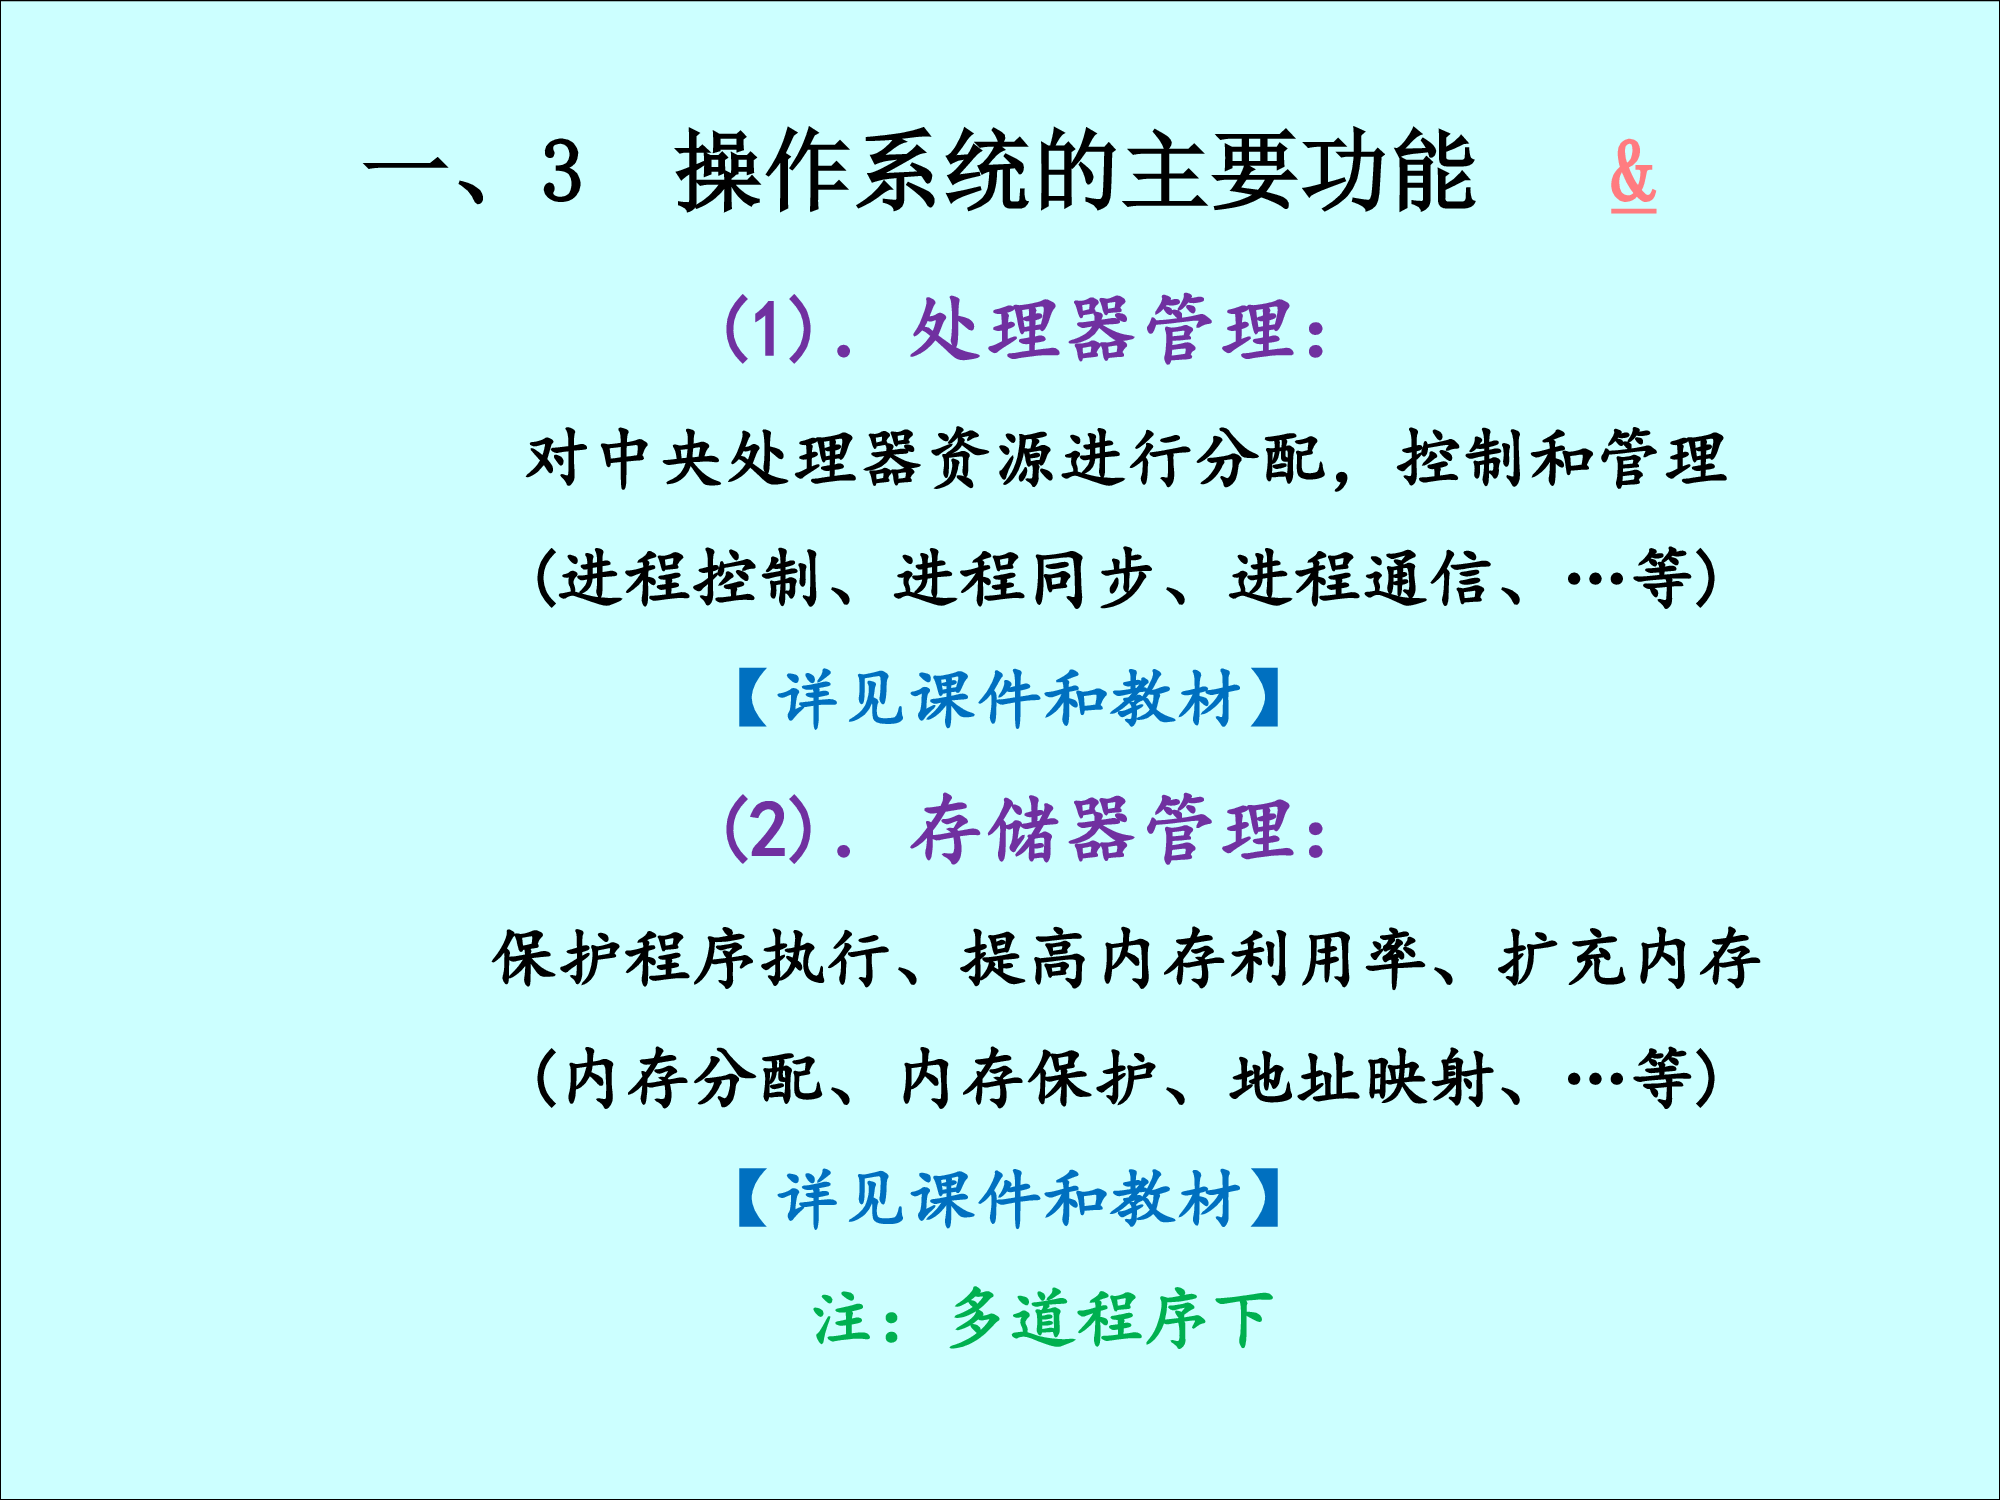 一、3 操作系统的主要功能 &
(1). 处理器管理：
对中央处理器资源进行分配，控制和管理
(进程控制、进程同步、进程通信、…等)
【详见课件和教材】
(2). 存储器管理：
保护程序执行、提高内存利用率、扩充内存
(内存分配、内存保护、地址映射、…等)
【详见课件和教材】
注：多道程序下